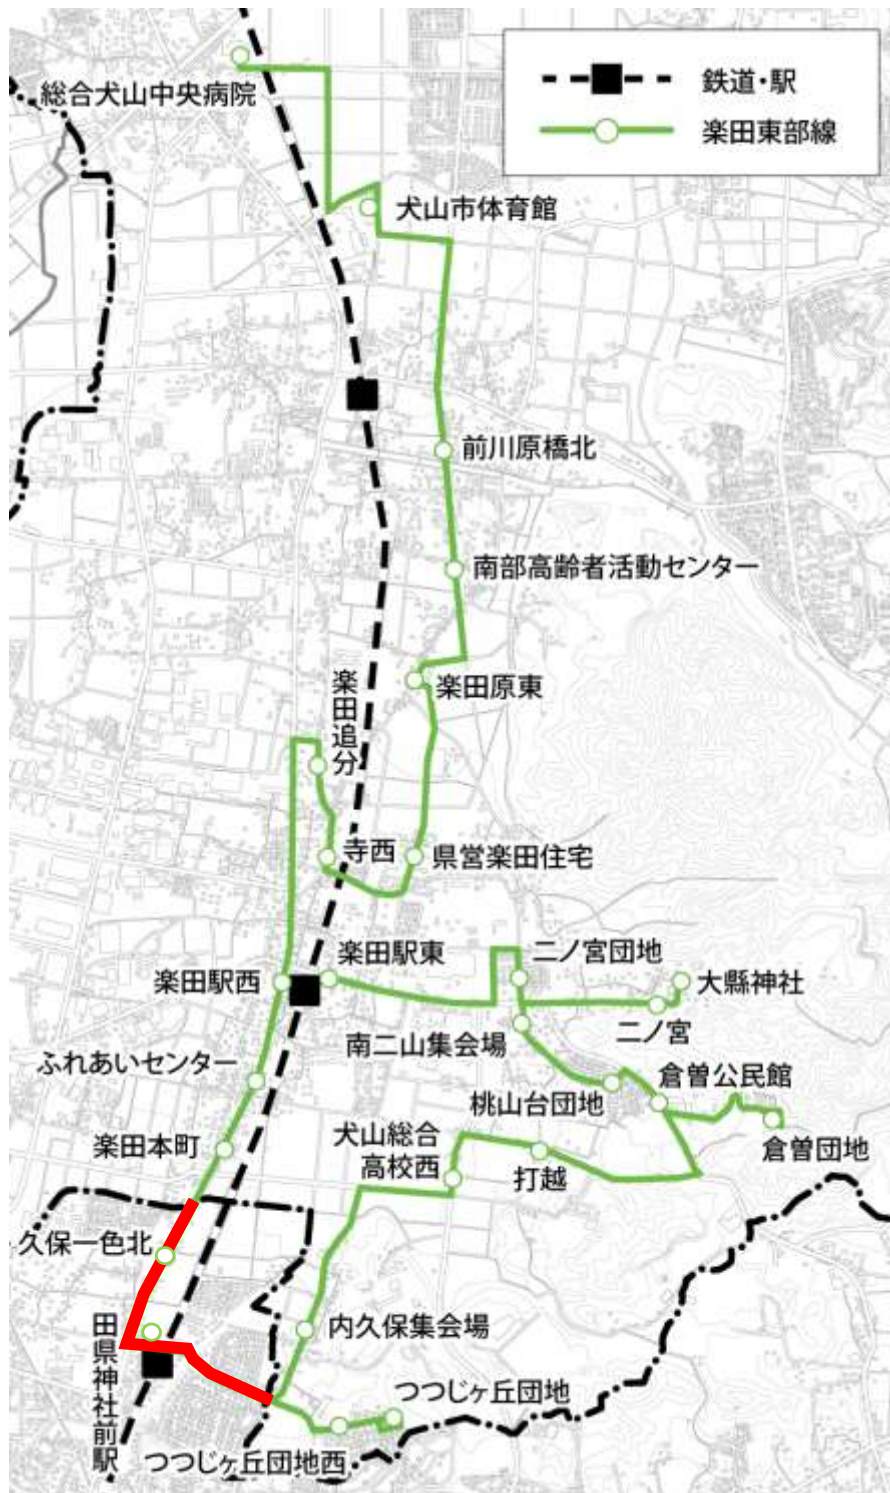 鉄道・駅
楽田東部線
総合犬山中央病院
犬山市体育館
前川原橋北
南部高齢者活動センター
楽田原東
楽田追分
寺西
県営楽田住宅
楽田駅東
楽田駅西
二ノ宮団地
大縣神社
二ノ宮
南二山集会場
ふれあいセンター
倉曽公民館
桃山台団地
犬山総合
高校西
楽田本町
打越
倉曽団地
久保一色北
田県神社前駅
内久保集会場
つつじヶ丘団地
つつじヶ丘団地西